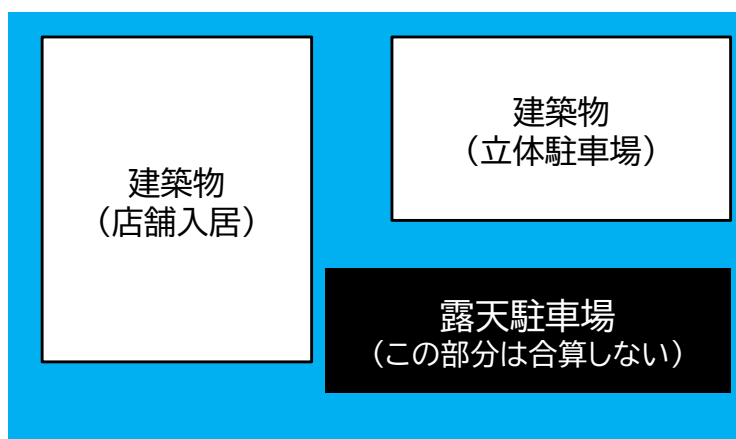 建築物
（店舗入居）
建築物
（立体駐車場）
露天駐車場
（この部分は合算しない）